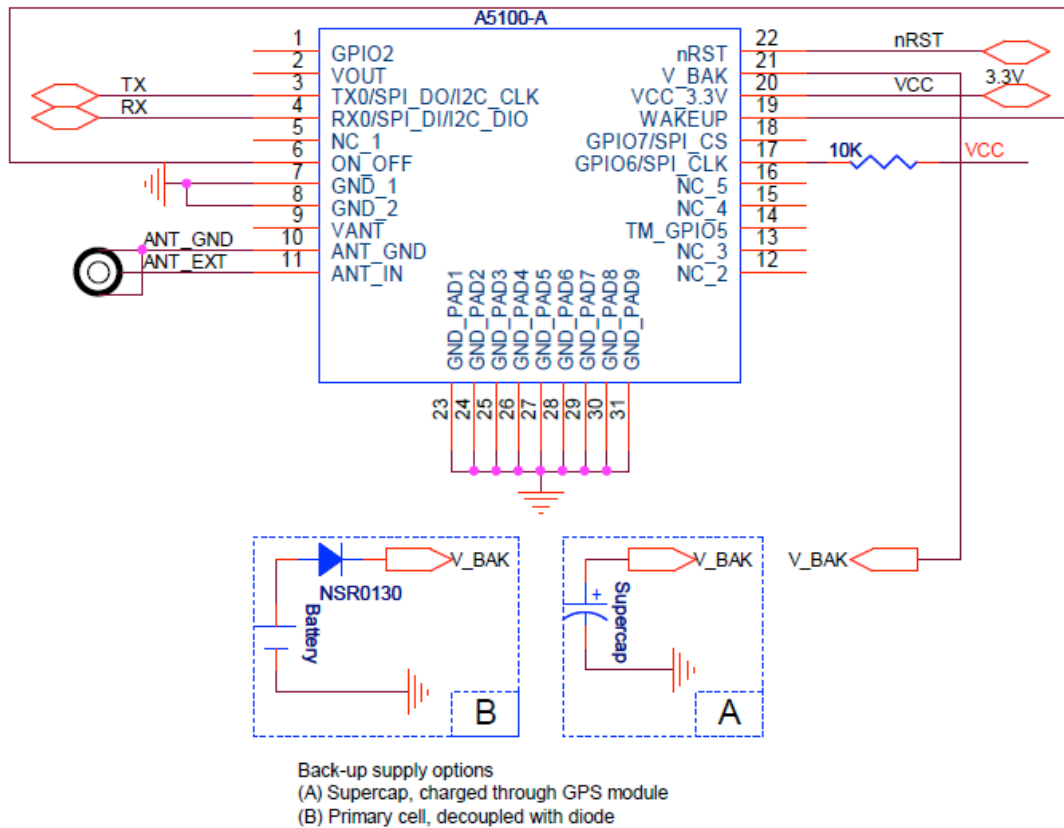 A5100-A
1
GPIO2
2
VOUT
TX
3
TX0/SPI_DO/I2C_CLK
RX
4
RX0/SPI_DI/I2C_DIO
5
NC_1
6
ON_OFF
7
GND_1
8
GND_2
9
VANT
ANT_GND
10
ANT_GND
ANT_EXT
11
ANT_IN
22
nRST
nRST
21
V_BAK
20
VCC_3.3V
VCC
3.3V
19
WAKEUP
18
GPIO7/SPI_CS
17
GPIO6/SPI_CLK
10K
VCC
16
NC_5
15
NC_4
14
TM_GPIO5
13
NC_3
12
NC_2
GND_PAD1
GND_PAD2
GND_PAD3
GND_PAD4
GND_PAD5
GND_PAD6
GND_PAD7
GND_PAD8
GND_PAD9
23
24
25
26
27
28
29
30
31
V_BAK
NSR0130
Battery
B
V_BAK
+
Supercap
A
V_BAK
Back-up supply options
(A) Supercap, charged through GPS module
(B) Primary cell, decoupled with diode